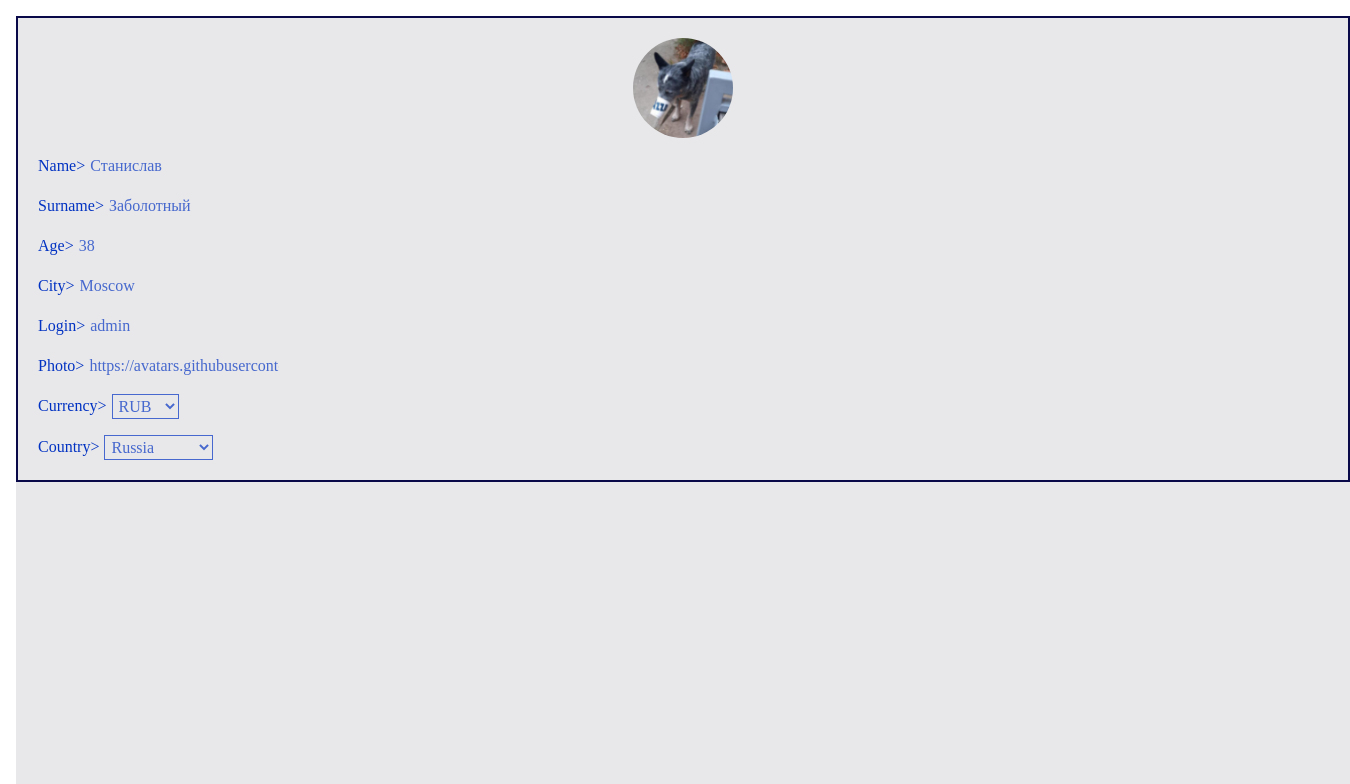 Name> Станислав
Surname> Заболотный
Age> 38
City> Moscow
Login> admin
Photo> https://avatars.githubusercont
Currency> RUB
Country> Russia